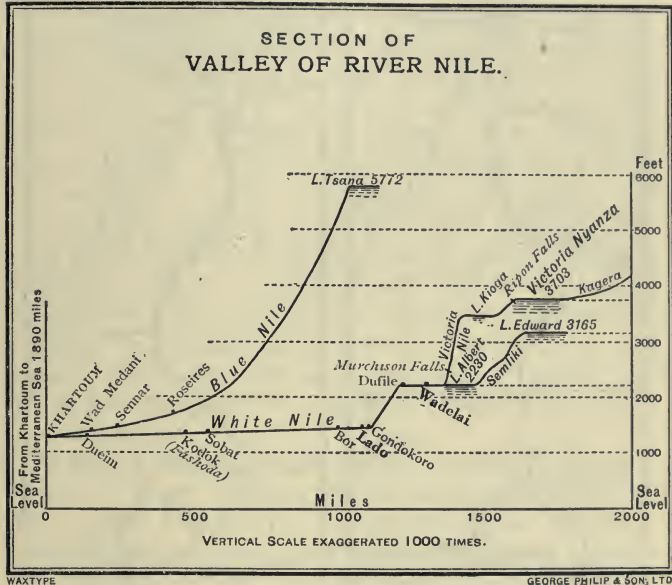 SECTION OF
VALLEY OF RIVER NILE.
Feet
6000
L.Tsana 5772
5000
4000
3000
2000
1000
Sea
Level
Victoria Nyanza
3703
Ripon Falls
L.Kioga
Kagera
L.Edward 3165
Victoria
Nile
L.Albert
2230
Semliki
Murchison Falls
Dufile
Wadelai
Blue Nile
Roseires
Sennar
Wad Medani.
KHARTOUM
White Nile
Dueim
Kodok
(Fashoda)
Sobat
Bor
Lado
Gondokoro
From Khartoum to
Mediterranean Sea 1890 miles
Sea
Level
Miles
0
500
1000
1500
2000
VERTICAL SCALE EXAGGERATED 1000 TIMES.
WAXTYPE
GEORGE PHILIP & SON, LTD